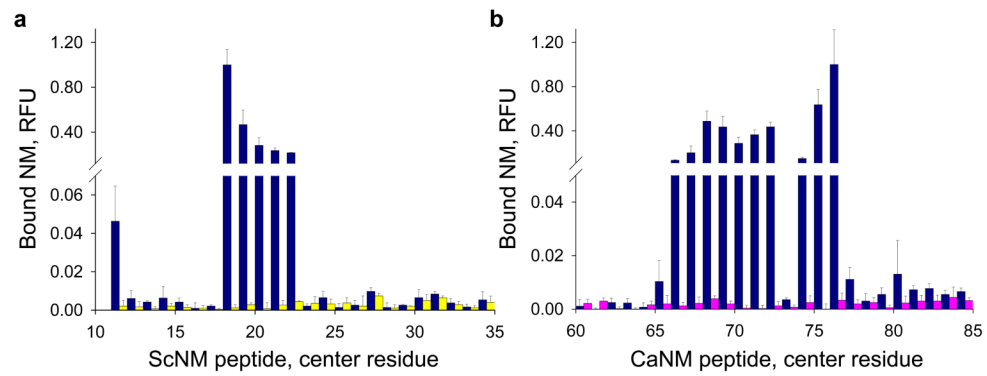 a
b
Bound NM, RFU
1.20
0.80
0.40
0.06
0.04
0.02
0.00
10 15 20 25 30 35
ScNM peptide, center residue
Bound NM, RFU
1.20
0.80
0.40
0.04
0.02
0.00
60 65 70 75 80 85
CaNM peptide, center residue